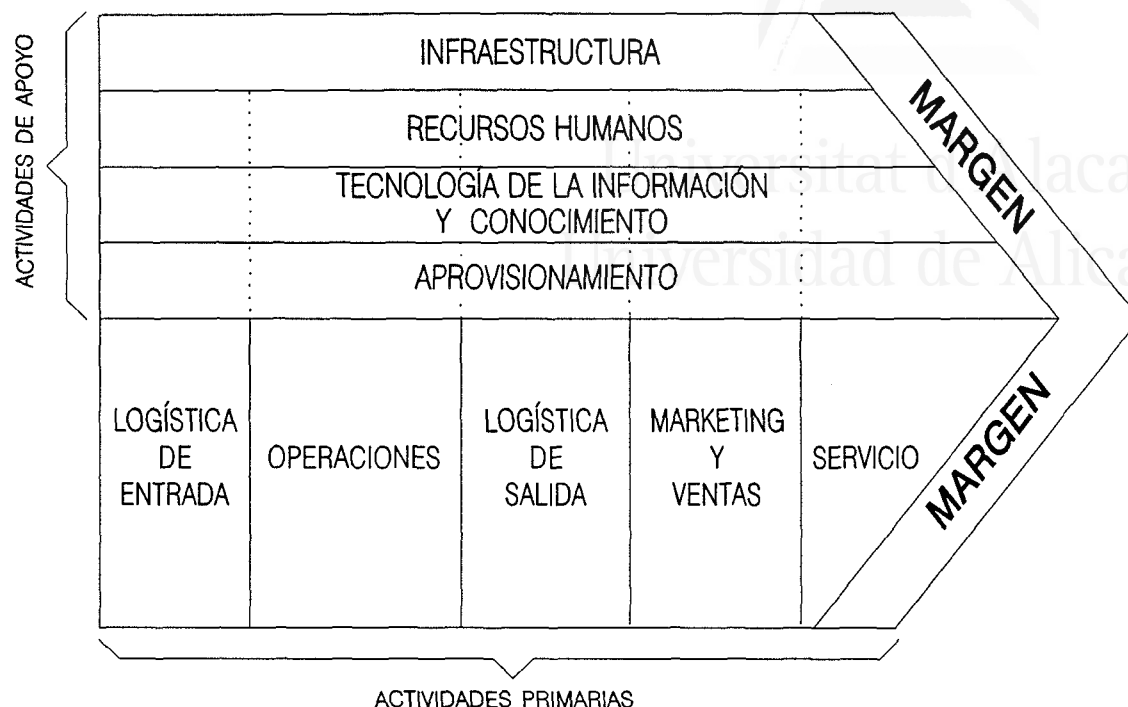 ACTIVIDADES DE APOYO
INFRAESTRUCTURA
RECURSOS HUMANOS
TECNOLOGÍA DE LA INFORMACIÓN
Y CONOCIMIENTO
APROVISIONAMIENTO
MARGEN
Universitat d'Alaca
Universidad de Alica
LOGÍSTICA
DE
ENTRADA
OPERACIONES
LOGÍSTICA
DE
SALIDA
MARKETING
Y
VENTAS
SERVICIO
MARGEN
ACTIVIDADES PRIMARIAS